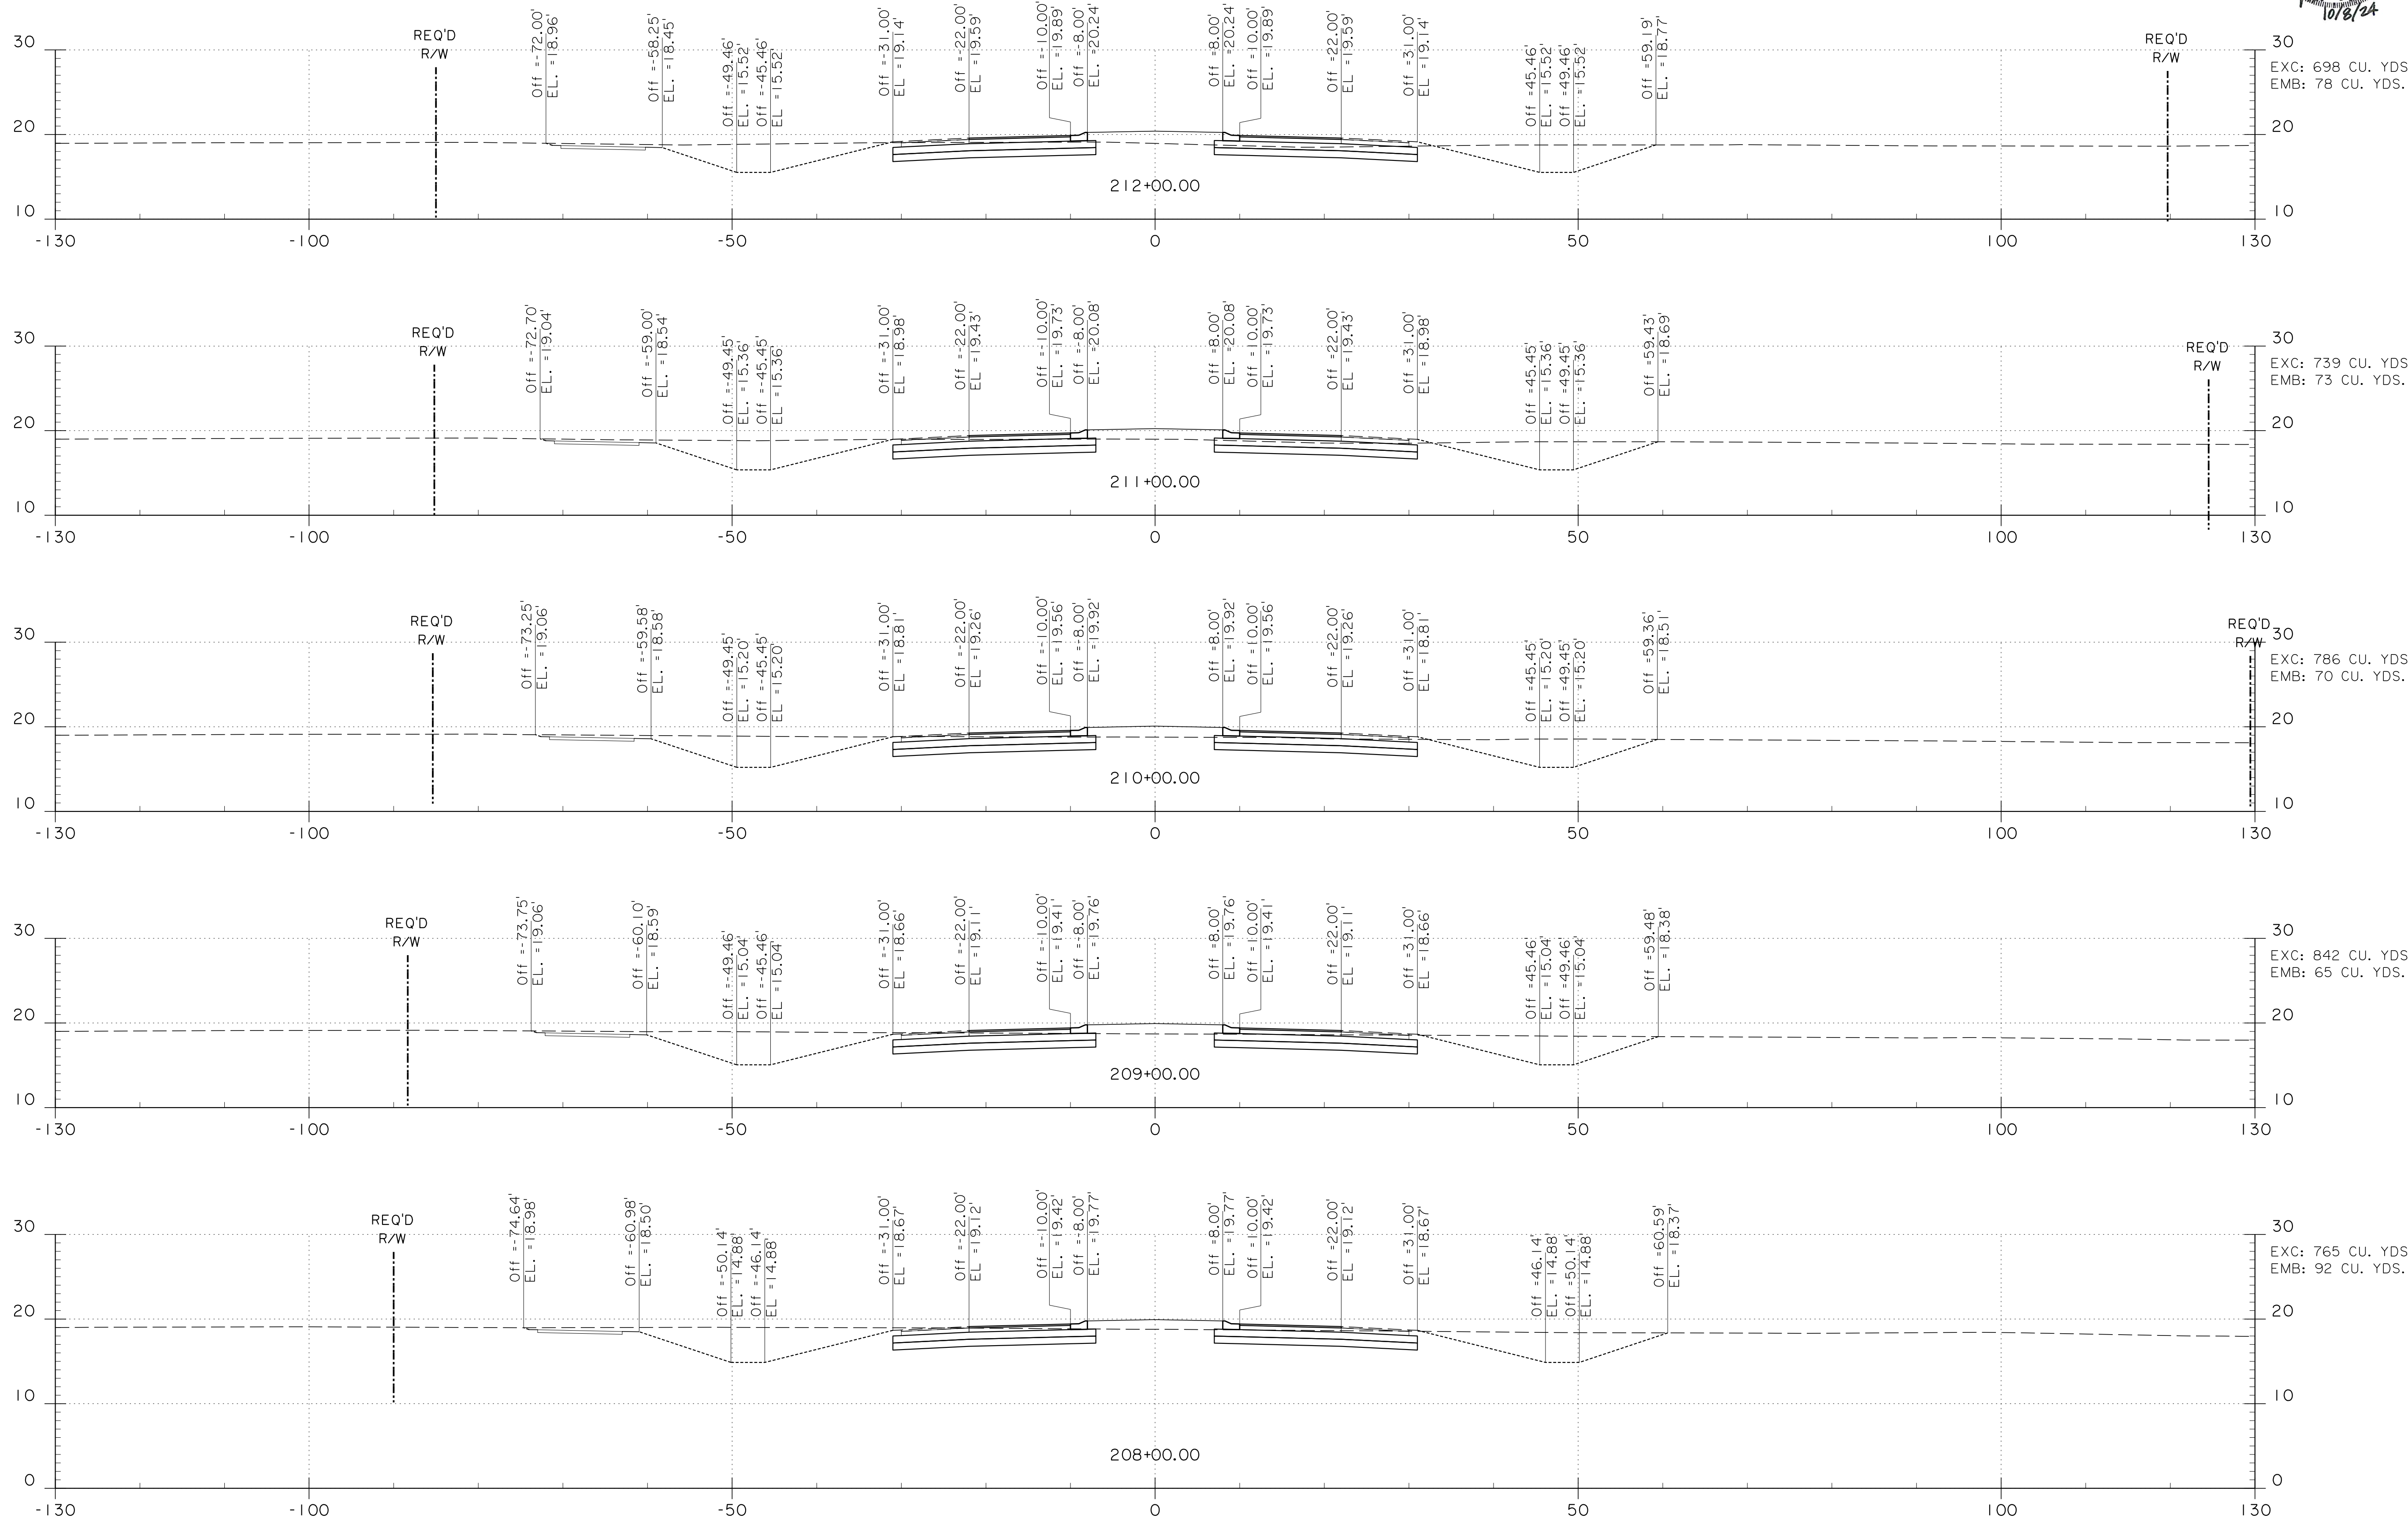 10/8/24
REQ'D
R/W
Off =-72.00'
EL. =18.96'
Off =-58.25'
EL. =18.45'
Off =-49.46'
EL. =15.52'
Off =-45.46'
EL =15.52'
Off =-31.00'
EL =19.14'
Off =-22.00'
EL =19.59'
Off =-10.00'
EL. =19.89'
Off =-8.00'
EL. =20.24'
Off =8.00'
EL. =20.24'
Off =10.00'
EL. =19.89'
Off =22.00'
EL =19.59'
Off =31.00'
EL. =19.14'
Off =45.46'
EL. =15.52'
Off =49.46'
EL. =15.52'
Off =59.19'
EL. =18.77'
REQ'D
R/W
30 30
EXC: 698 CU. YDS
EMB: 78 CU. YDS.
20 20
212+00.00
10 10
-130 -100 -50 0 50 100 130
REQ'D
R/W
Off =-72.70'
EL. =19.04'
Off =-59.00'
EL. =18.54'
Off =-49.45'
EL. =15.36'
Off =-45.45'
EL =15.36'
Off =-31.00'
EL =18.98'
Off =-22.00'
EL =19.43'
Off =-10.00'
EL. =19.73'
Off =-8.00'
EL. =20.08'
Off =8.00'
EL. =20.08'
Off =10.00'
EL. =19.73'
Off =22.00'
EL =19.43'
Off =31.00'
EL. =18.98'
Off =45.45'
EL. =15.36'
Off =49.45'
EL. =15.36'
Off =59.43'
EL. =18.69'
REQ'D
R/W
30 30
EXC: 739 CU. YDS
EMB: 73 CU. YDS.
20 20
211+00.00
10 10
-130 -100 -50 0 50 100 130
REQ'D
R/W
Off =-73.25'
EL. =19.06'
Off =-59.58'
EL. =18.58'
Off =-49.45'
EL. =15.20'
Off =-45.45'
EL =15.20'
Off =-31.00'
EL =18.81'
Off =-22.00'
EL =19.26'
Off =-10.00'
EL. =19.56'
Off =-8.00'
EL. =19.92'
Off =8.00'
EL. =19.92'
Off =10.00'
EL. =19.56'
Off =22.00'
EL =19.26'
Off =31.00'
EL. =18.81'
Off =45.45'
EL. =15.20'
Off =49.45'
EL. =15.20'
Off =59.36'
EL. =18.51'
REQ'D
R/W
30 30
EXC: 786 CU. YDS
EMB: 70 CU. YDS.
20 20
210+00.00
10 10
-130 -100 -50 0 50 100 130
REQ'D
R/W
Off =-73.75'
EL. =19.06'
Off =-60.10'
EL. =18.59'
Off =-49.46'
EL. =15.04'
Off =-45.46'
EL =15.04'
Off =-31.00'
EL =18.66'
Off =-22.00'
EL =19.11'
Off =-10.00'
EL. =19.41'
Off =-8.00'
EL. =19.76'
Off =8.00'
EL. =19.76'
Off =10.00'
EL. =19.41'
Off =22.00'
EL =19.11'
Off =31.00'
EL. =18.66'
Off =45.46'
EL. =15.04'
Off =49.46'
EL. =15.04'
Off =59.48'
EL. =18.38'
30 30
EXC: 842 CU. YDS
EMB: 65 CU. YDS.
20 20
209+00.00
10 10
-130 -100 -50 0 50 100 130
REQ'D
R/W
Off =-74.64'
EL. =18.98'
Off =-60.98'
EL. =18.50'
Off =-50.14'
EL. =14.88'
Off =-46.14'
EL =14.88'
Off =-31.00'
EL =18.67'
Off =-22.00'
EL =19.12'
Off =-10.00'
EL. =19.42'
Off =-8.00'
EL. =19.77'
Off =8.00'
EL. =19.77'
Off =10.00'
EL. =19.42'
Off =22.00'
EL =19.12'
Off =31.00'
EL. =18.67'
Off =46.14'
EL. =14.88'
Off =50.14'
EL. =14.88'
Off =60.59'
EL. =18.37'
30 30
EXC: 765 CU. YDS
EMB: 92 CU. YDS.
20 20
10 10
208+00.00
0 0
-130 -100 -50 0 50 100 130